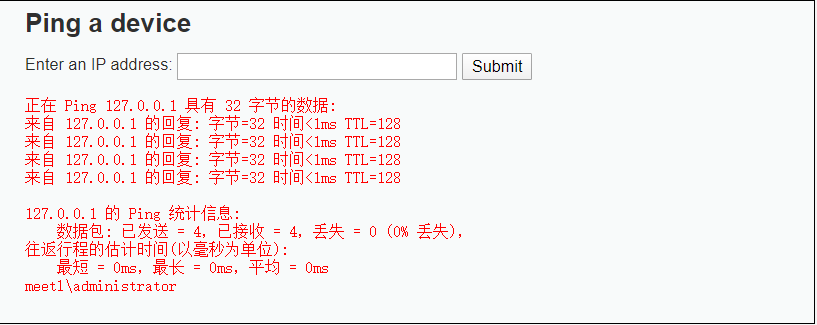 Ping a device
Enter an IP address: Submit
正在 Ping 127.0.0.1 具有 32 字节的数据:
来自 127.0.0.1 的回复: 字节=32 时间<1ms TTL=128
来自 127.0.0.1 的回复: 字节=32 时间<1ms TTL=128
来自 127.0.0.1 的回复: 字节=32 时间<1ms TTL=128
来自 127.0.0.1 的回复: 字节=32 时间<1ms TTL=128
127.0.0.1 的 Ping 统计信息:
数据包: 已发送 = 4，已接收 = 4，丢失 = 0 (0% 丢失)，
往返行程的估计时间(以毫秒为单位):
最短 = 0ms，最长 = 0ms，平均 = 0ms
meet1\administrator